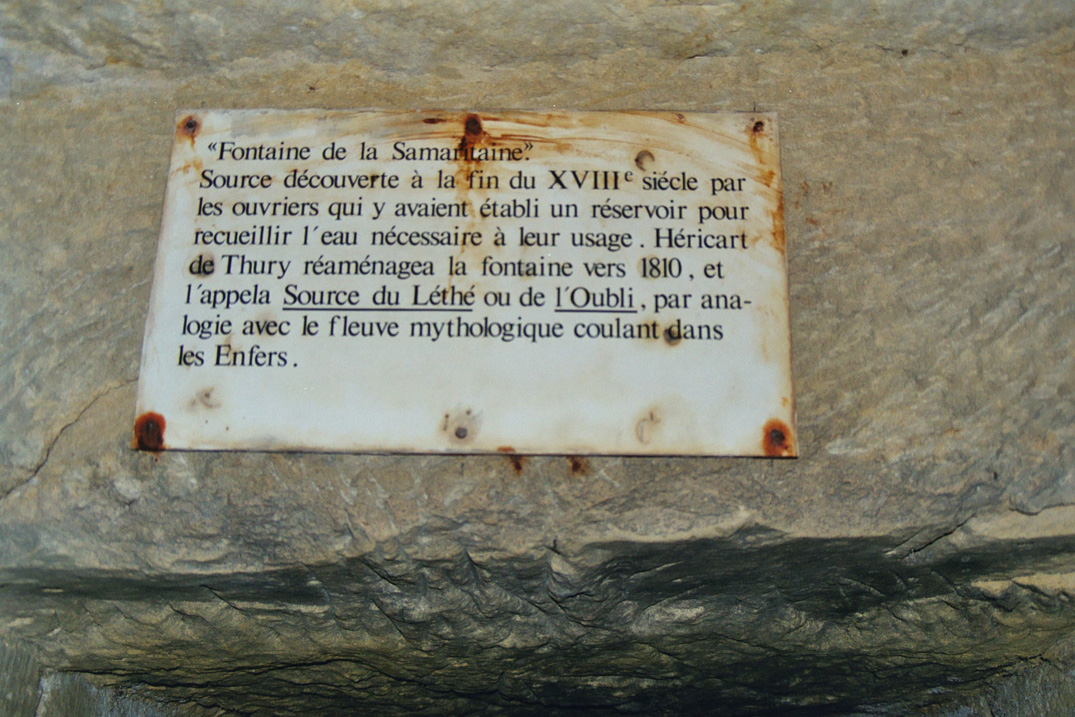 «Fontaine de la Samaritaine».
Source découverte à la fin du XVIIIe siécle par
les ouvriers qui y avaient établi un réservoir pour
recueillir l'eau nécessaire à leur usage. Héricart
de Thury réaménagea la fontaine vers 1810, et
l'appela Source du Léthé ou de l'Oubli, par ana-
logie avec le fleuve mythologique coulant dans
les Enfers.